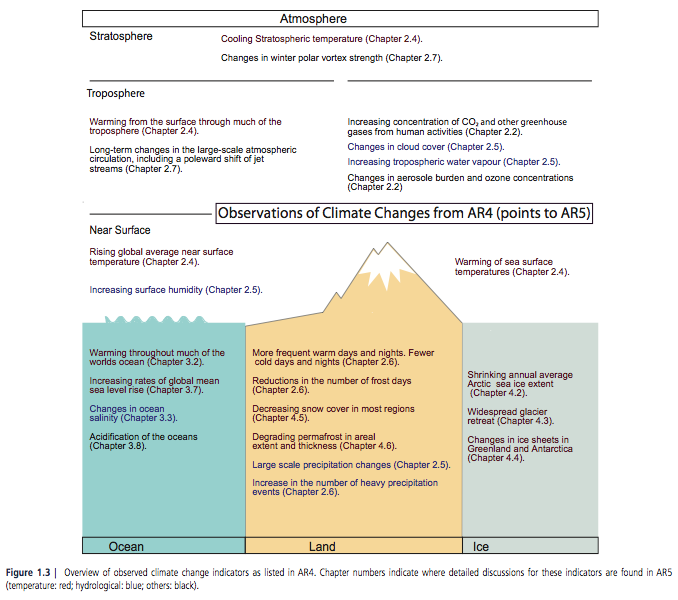 Atmosphere
Stratosphere
Cooling Stratospheric temperature (Chapter 2.4).
Changes in winter polar vortex strength (Chapter 2.7).
Troposphere
Warming from the surface through much of the
troposphere (Chapter 2.4).
Long-term changes in the large-scale atmospheric
circulation, including a poleward shift of jet
streams (Chapter 2.7).
Increasing concentration of CO₂ and other greenhouse
gases from human activities (Chapter 2.2).
Changes in cloud cover (Chapter 2.5).
Increasing tropospheric water vapour (Chapter 2.5).
Changes in aerosole burden and ozone concentrations
(Chapter 2.2)
Observations of Climate Changes from AR4 (points to AR5)
Near Surface
Rising global average near surface
temperature (Chapter 2.4).
Increasing surface humidity (Chapter 2.5).
Warming of sea surface
temperatures (Chapter 2.4).
Warming throughout much of the
worlds ocean (Chapter 3.2).
Increasing rates of global mean
sea level rise (Chapter 3.7).
Changes in ocean
salinity (Chapter 3.3).
Acidification of the oceans
(Chapter 3.8).
More frequent warm days and nights. Fewer
cold days and nights (Chapter 2.6).
Reductions in the number of frost days
(Chapter 2.6).
Decreasing snow cover in most regions
(Chapter 4.5).
Degrading permafrost in areal
extent and thickness (Chapter 4.6).
Large scale precipitation changes (Chapter 2.5).
Increase in the number of heavy precipitation
events (Chapter 2.6).
Shrinking annual average
Arctic sea ice extent
(Chapter 4.2).
Widespread glacier
retreat (Chapter 4.3).
Changes in ice sheets in
Greenland and Antarctica
(Chapter 4.4).
Ocean
Land
Ice
Figure 1.3 | Overview of observed climate change indicators as listed in AR4. Chapter numbers indicate where detailed discussions for these indicators are found in AR5
(temperature: red; hydrological: blue; others: black).